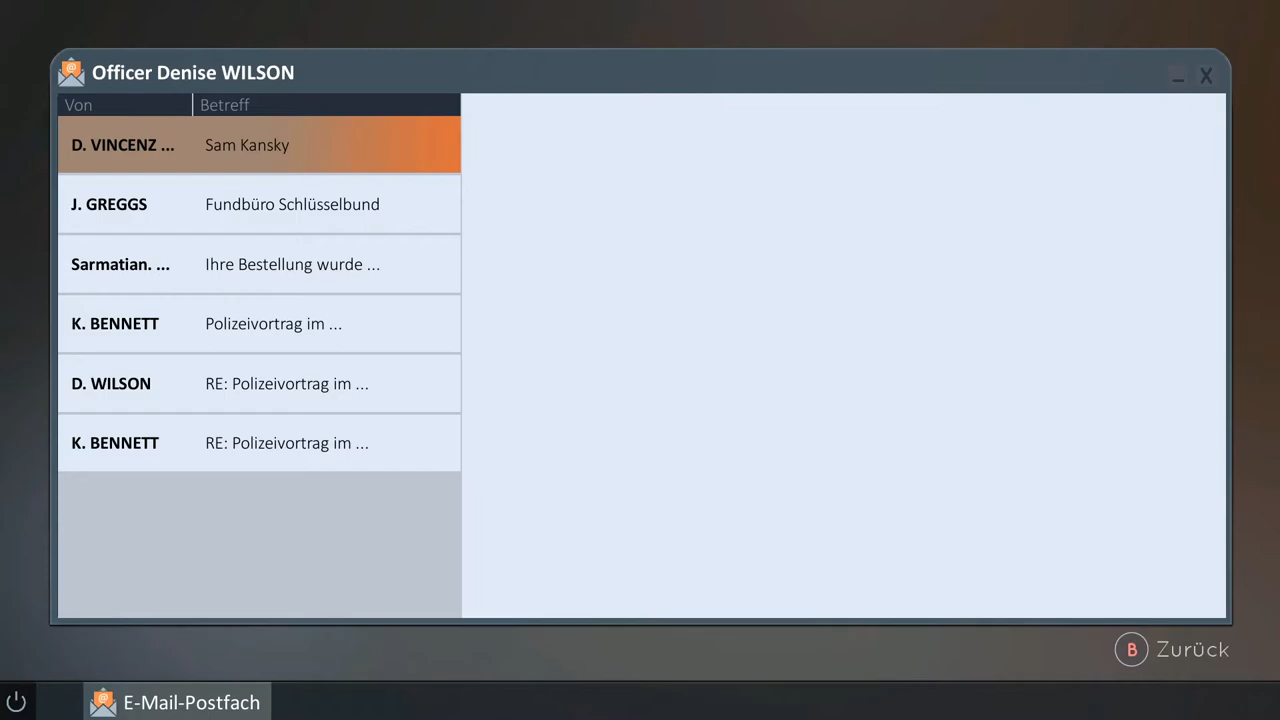 Officer Denise WILSON
Von Betreff
D. VINCENZ ... Sam Kansky
J. GREGGS Fundbüro Schlüsselbund
Sarmatian. ... Ihre Bestellung wurde ...
K. BENNETT Polizeivortrag im ...
D. WILSON RE: Polizeivortrag im ...
K. BENNETT RE: Polizeivortrag im ...
B Zurück
E-Mail-Postfach